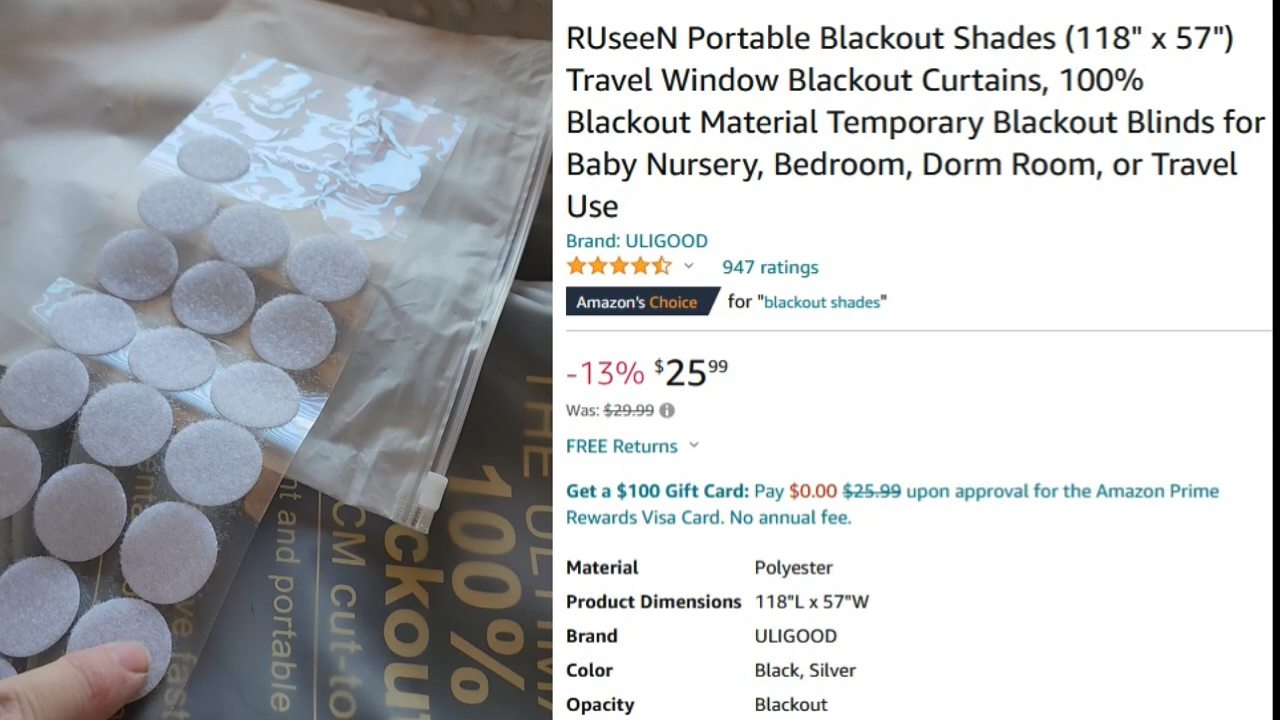 RUseeN Portable Blackout Shades (118" x 57")
Travel Window Blackout Curtains, 100%
Blackout Material Temporary Blackout Blinds for
Baby Nursery, Bedroom, Dorm Room, or Travel
Use
Brand: ULIGOOD
947 ratings
Amazon's Choice for "blackout shades"
-13% $25 99
Was: $29.99
FREE Returns
Get a $100 Gift Card: Pay $0.00 $25.99 upon approval for the Amazon Prime
Rewards Visa Card. No annual fee.
Material Polyester
Product Dimensions 118"L x 57"W
Brand ULIGOOD
Color Black, Silver
Opacity Blackout
THE
100%
CM cut-to
and portable